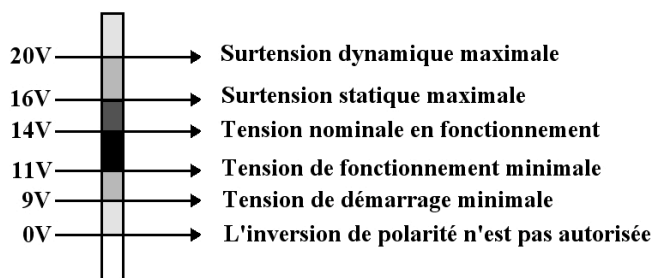 20V Surtension dynamique maximale
16V Surtension statique maximale
14V Tension nominale en fonctionnement
11V Tension de fonctionnement minimale
9V Tension de démarrage minimale
0V L'inversion de polarité n'est pas autorisée